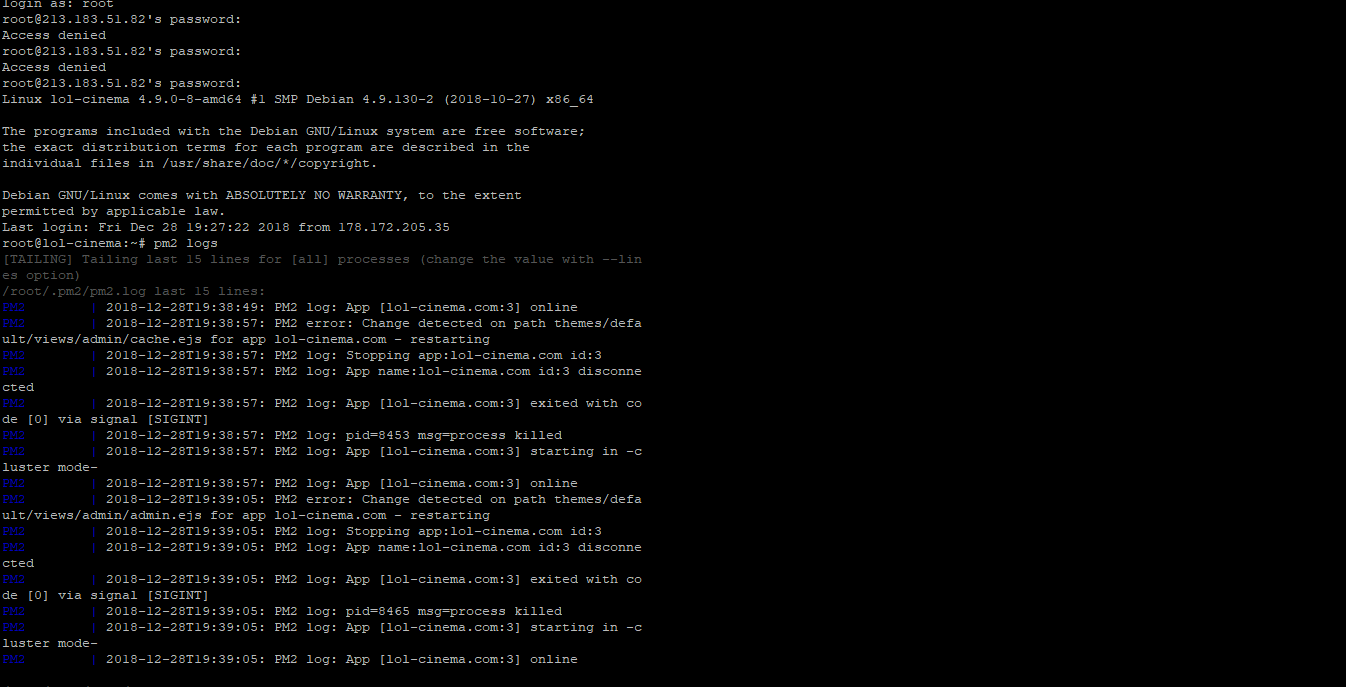 login as: root
root@213.183.51.82's password:
Access denied
root@213.183.51.82's password:
Access denied
root@213.183.51.82's password:
Linux lol-cinema 4.9.0-8-amd64 #1 SMP Debian 4.9.130-2 (2018-10-27) x86_64
The programs included with the Debian GNU/Linux system are free software;
the exact distribution terms for each program are described in the
individual files in /usr/share/doc/*/copyright.
Debian GNU/Linux comes with ABSOLUTELY NO WARRANTY, to the extent
permitted by applicable law.
Last login: Fri Dec 28 19:27:22 2018 from 178.172.205.35
root@lol-cinema:~# pm2 logs
[TAILING] Tailing last 15 lines for [all] processes (change the value with --lin
es option)
/root/.pm2/pm2.log last 15 lines:
PM2        | 2018-12-28T19:38:49: PM2 log: App [lol-cinema.com:3] online
PM2        | 2018-12-28T19:38:57: PM2 error: Change detected on path themes/defa
ult/views/admin/cache.ejs for app lol-cinema.com - restarting
PM2        | 2018-12-28T19:38:57: PM2 log: Stopping app:lol-cinema.com id:3
PM2        | 2018-12-28T19:38:57: PM2 log: App name:lol-cinema.com id:3 disconne
cted
PM2        | 2018-12-28T19:38:57: PM2 log: App [lol-cinema.com:3] exited with co
de [0] via signal [SIGINT]
PM2        | 2018-12-28T19:38:57: PM2 log: pid=8453 msg=process killed
PM2        | 2018-12-28T19:38:57: PM2 log: App [lol-cinema.com:3] starting in -c
luster mode-
PM2        | 2018-12-28T19:38:57: PM2 log: App [lol-cinema.com:3] online
PM2        | 2018-12-28T19:39:05: PM2 error: Change detected on path themes/defa
ult/views/admin/admin.ejs for app lol-cinema.com - restarting
PM2        | 2018-12-28T19:39:05: PM2 log: Stopping app:lol-cinema.com id:3
PM2        | 2018-12-28T19:39:05: PM2 log: App name:lol-cinema.com id:3 disconne
cted
PM2        | 2018-12-28T19:39:05: PM2 log: App [lol-cinema.com:3] exited with co
de [0] via signal [SIGINT]
PM2        | 2018-12-28T19:39:05: PM2 log: pid=8465 msg=process killed
PM2        | 2018-12-28T19:39:05: PM2 log: App [lol-cinema.com:3] starting in -c
luster mode-
PM2        | 2018-12-28T19:39:05: PM2 log: App [lol-cinema.com:3] online